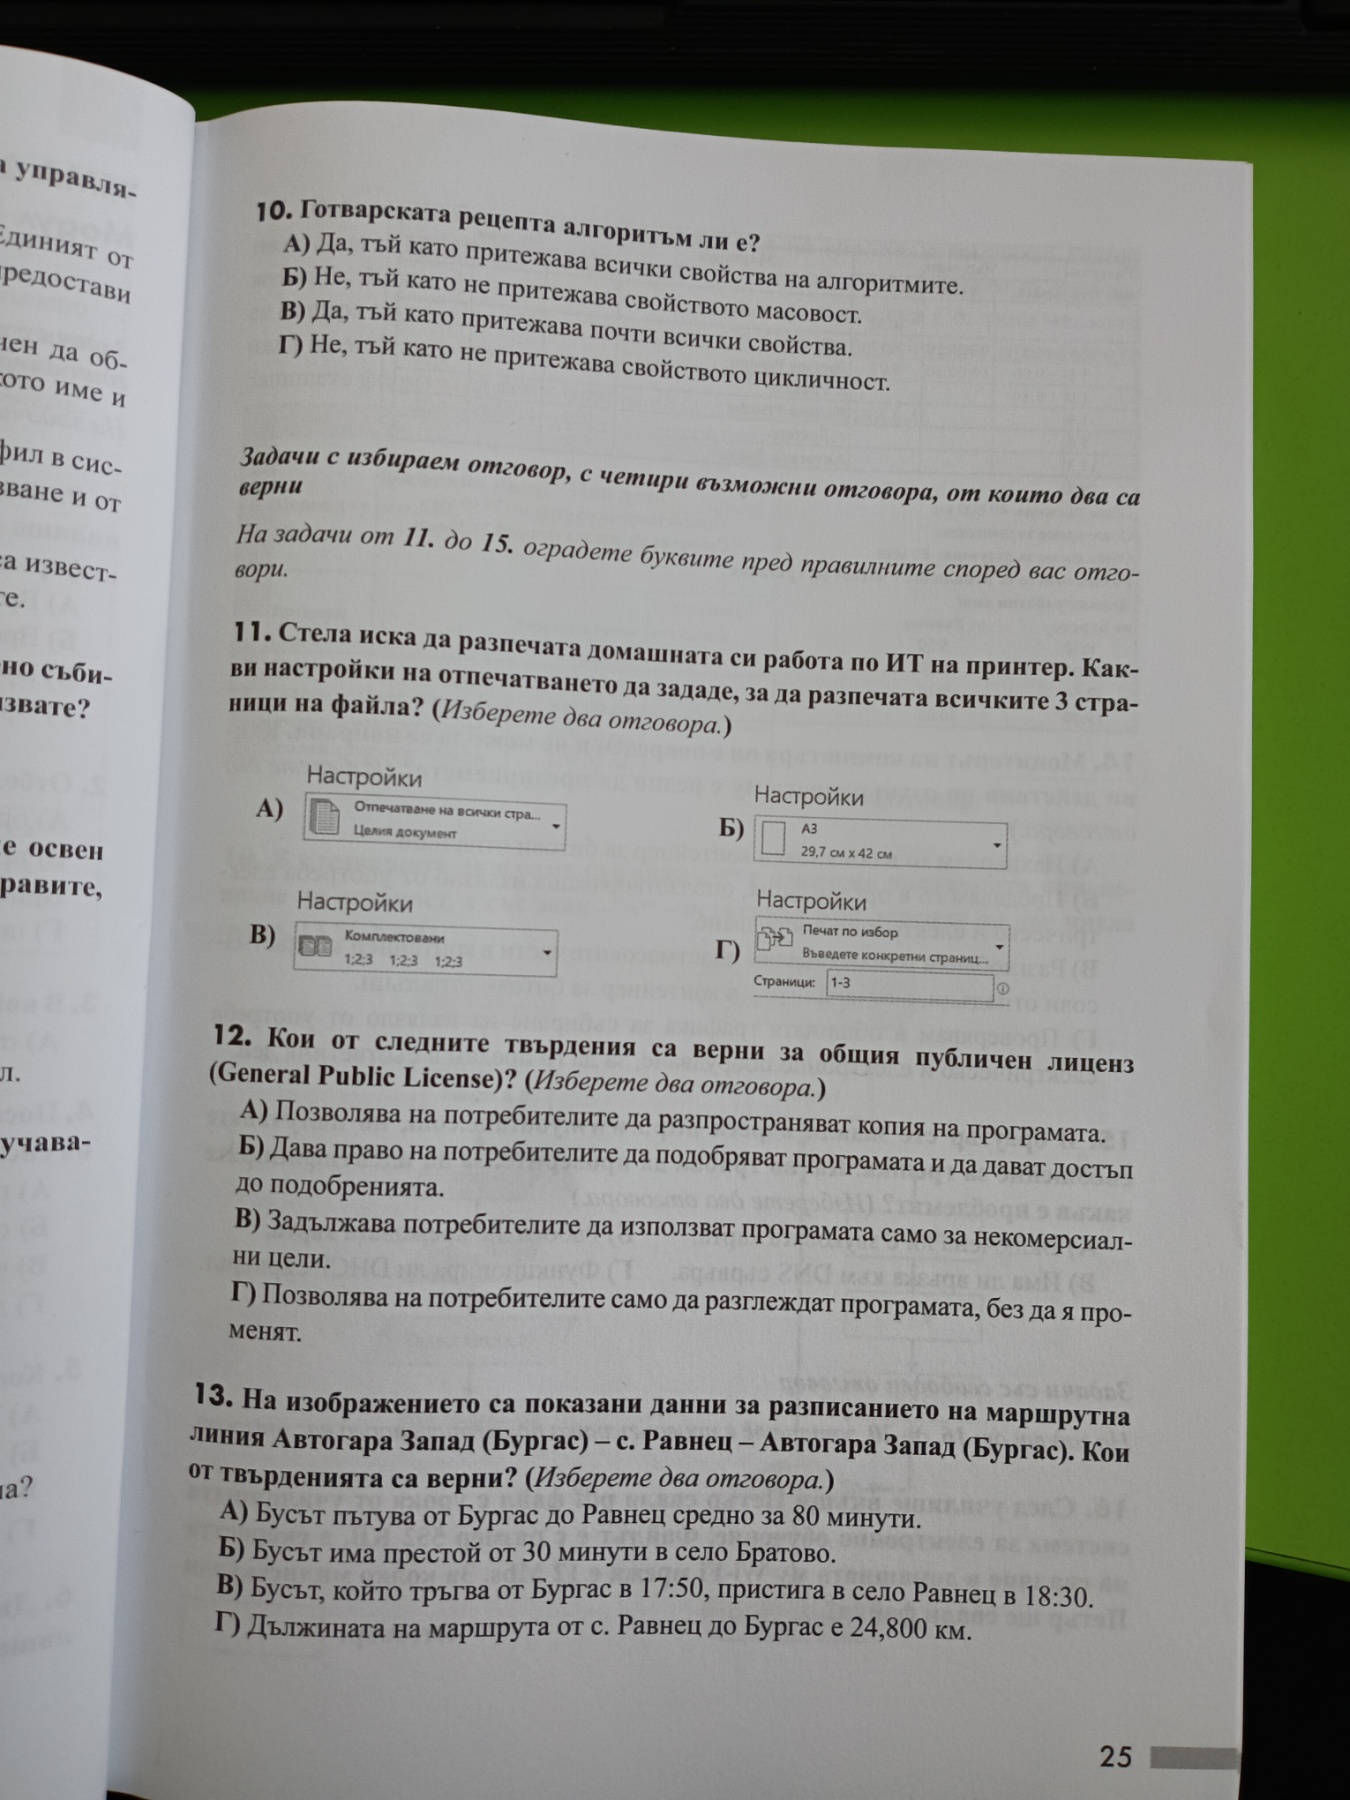 а управля-
Единият от
предостави
чен да об-
кото име и
фил в сис-
зване и от
са извест-
те.
но съби-
звате?
е освен
равите,
л.
учава-
на?
10. Готварската рецепта алгоритъм ли е?
А) Да, тъй като притежава всички свойства на алгоритмите.
Б) Не, тъй като не притежава свойството масовост.
В) Да, тъй като притежава почти всички свойства.
Г) Не, тъй като не притежава свойството цикличност.
Задачи с избираем отговор, с четири възможни отговора, от които два са
верни
На задачи от 11. до 15. оградете буквите пред правилните според вас отго-
вори.
11. Стела иска да разпечата домашната си работа по ИТ на принтер. Как-
ви настройки на отпечатването да зададе, за да разпечата всичките 3 стра-
ници на файла? (Изберете два отговора.)
А)
Настройки
Отпечатване на всички стра...
Целия документ
Б)
Настройки
А3
29,7 см x 42 см
В)
Настройки
Комплектовани
1;2;3 1;2;3 1;2;3
Г)
Настройки
Печат по избор
Въведете конкретни страниц...
Страници: 1-3
12. Кои от следните твърдения са верни за общия публичен лиценз
(General Public License)? (Изберете два отговора.)
А) Позволява на потребителите да разпространяват копия на програмата.
Б) Дава право на потребителите да подобряват програмата и да дават достъп
до подобренията.
В) Задължава потребителите да използват програмата само за некомерсиал-
ни цели.
Г) Позволява на потребителите само да разглеждат програмата, без да я про-
менят.
13. На изображението са показани данни за разписанието на маршрутна
линия Автогара Запад (Бургас) – с. Равнец – Автогара Запад (Бургас). Кои
от твърденията са верни? (Изберете два отговора.)
А) Бусът пътува от Бургас до Равнец средно за 80 минути.
Б) Бусът има престой от 30 минути в село Братово.
В) Бусът, който тръгва от Бургас в 17:50, пристига в село Равнец в 18:30.
Г) Дължината на маршрута от с. Равнец до Бургас е 24,800 км.
25